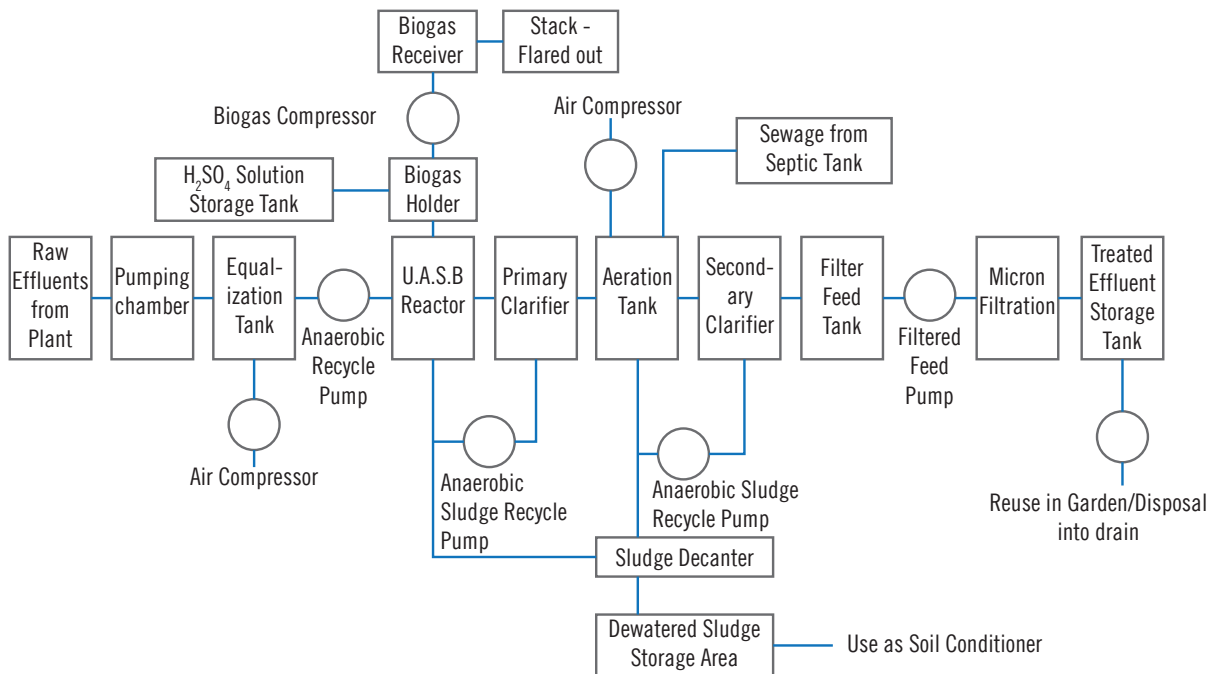 Biogas
Receiver
Stack -
Flared out
Biogas Compressor
Air Compressor
Sewage from
Septic Tank
H₂SO₄ Solution
Storage Tank
Biogas
Holder
Raw
Effluents
from
Plant
Pumping
chamber
Equal-
ization
Tank
Anaerobic
Recycle
Pump
U.A.S.B
Reactor
Primary
Clarifier
Aeration
Tank
Second-
ary
Clarifier
Filter
Feed
Tank
Filtered
Feed
Pump
Micron
Filtration
Treated
Effluent
Storage
Tank
Air Compressor
Anaerobic
Sludge Recycle
Pump
Anaerobic Sludge
Recycle Pump
Reuse in Garden/Disposal
into drain
Sludge Decanter
Dewatered Sludge
Storage Area
Use as Soil Conditioner